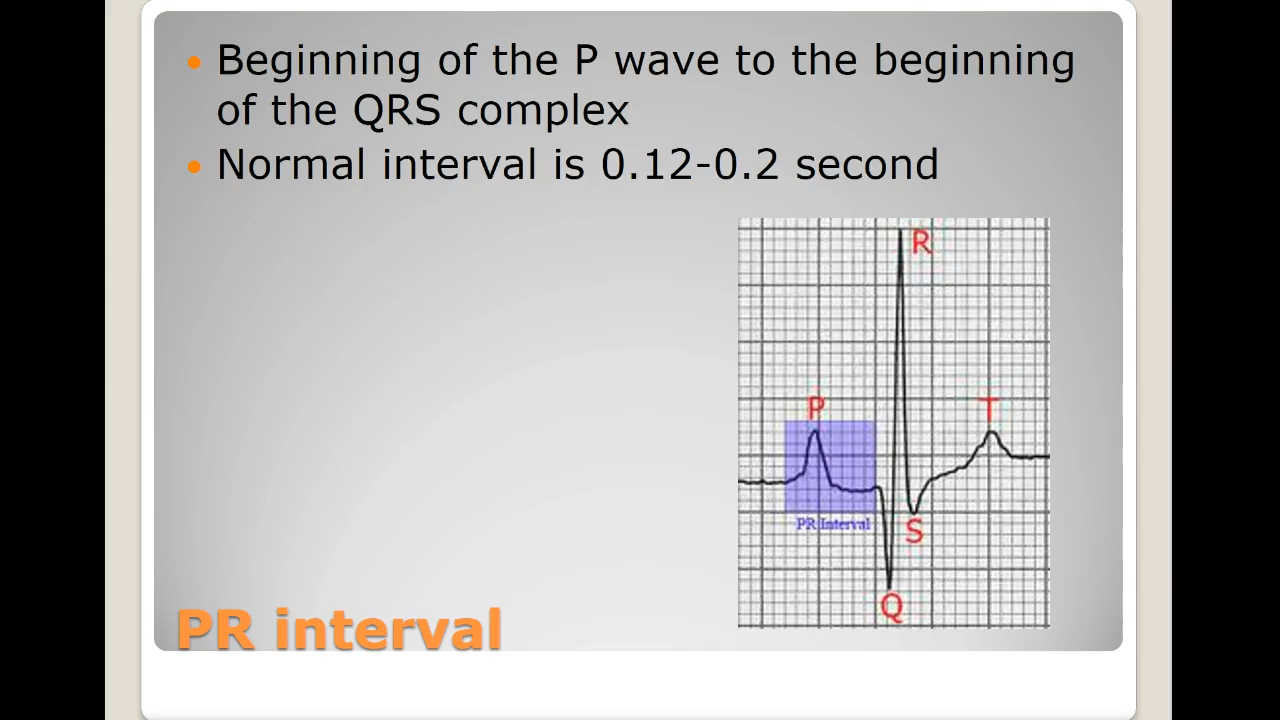 Beginning of the P wave to the beginning
of the QRS complex
Normal interval is 0.12-0.2 second
R
P
T
PR Interval
S
Q
PR interval